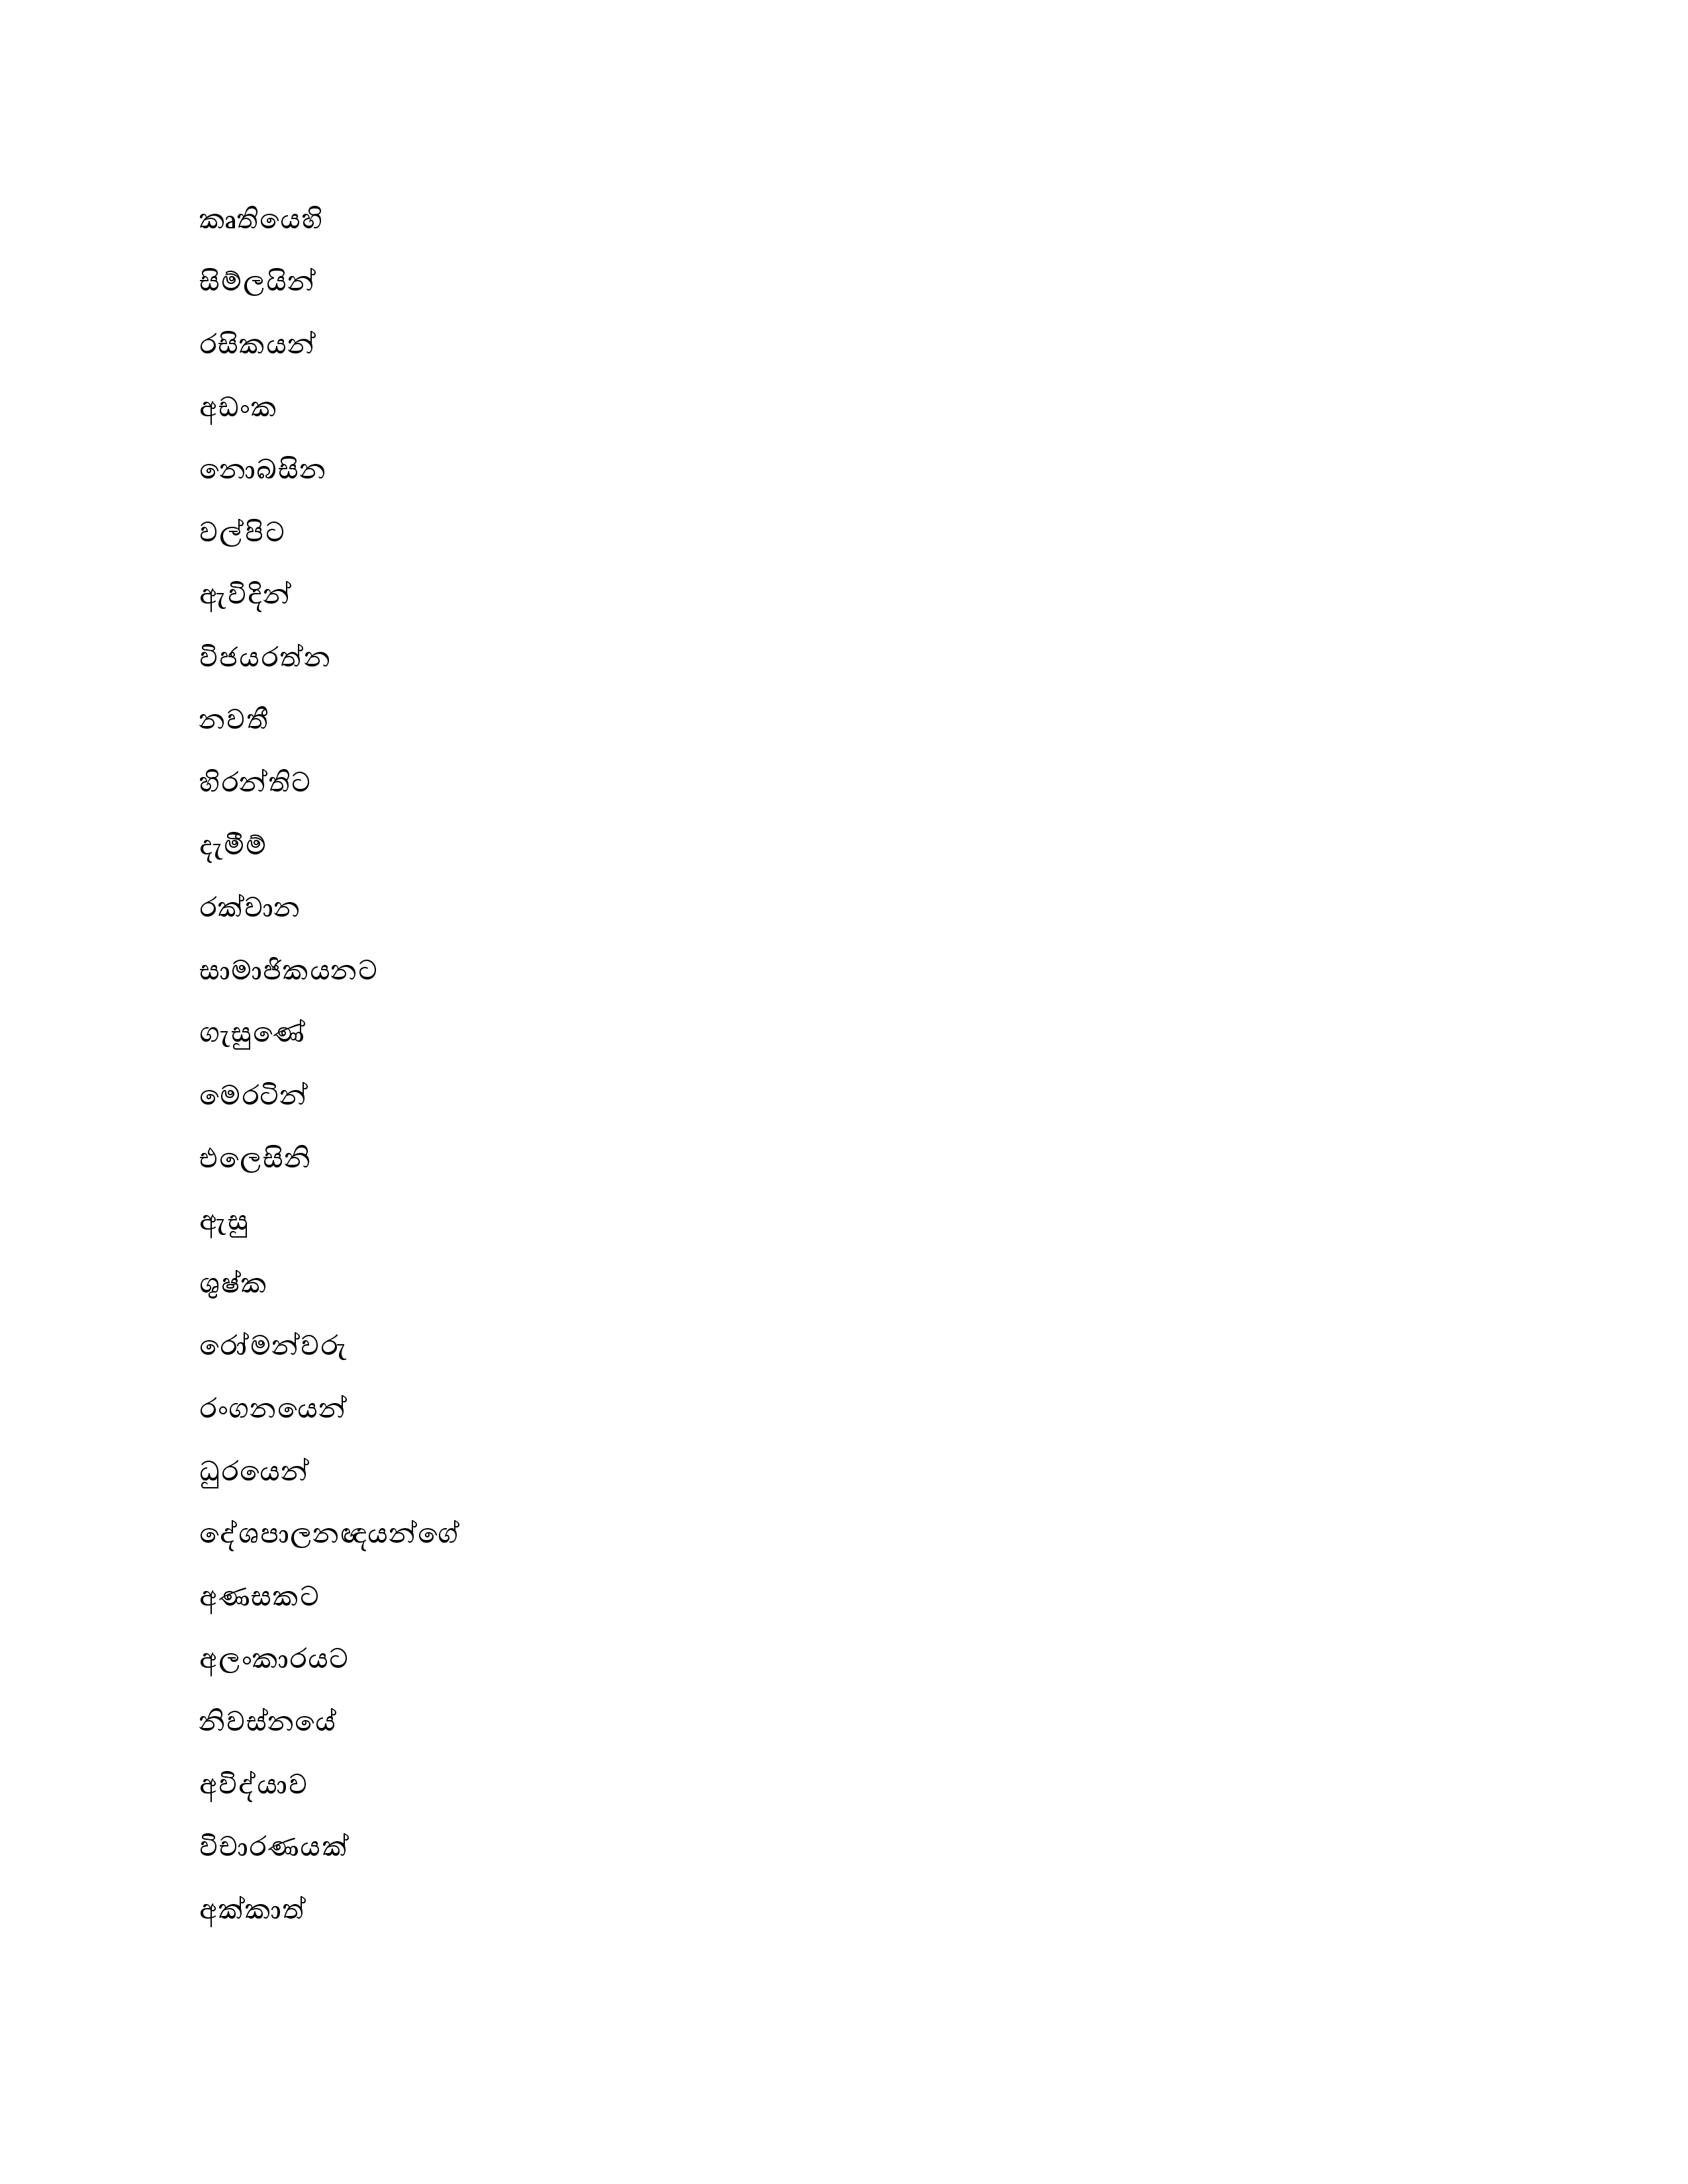 කෘතියෙහි
සිම්ලයින්
රසිකයන්
අඩංක
නොබසින
වල්පිට
ඇවිදින්
විජයරත්න
නවතී
හිරන්තිට
දැමීම්
රක්වාන
සාමාජිකයනට
ගැසුණේ
මෙරටින්
එලෙසිනි
ඇසු
ශුෂ්ක
රෝමන්වරු
රංගනයෙන්
ධුරයෙන්
දේශපාලනඥයන්ගේ
අණසකට
අලංකාරයට
නිවස්නයේ
අවිද්යාව
විචාරණයක්
අක්කාත්